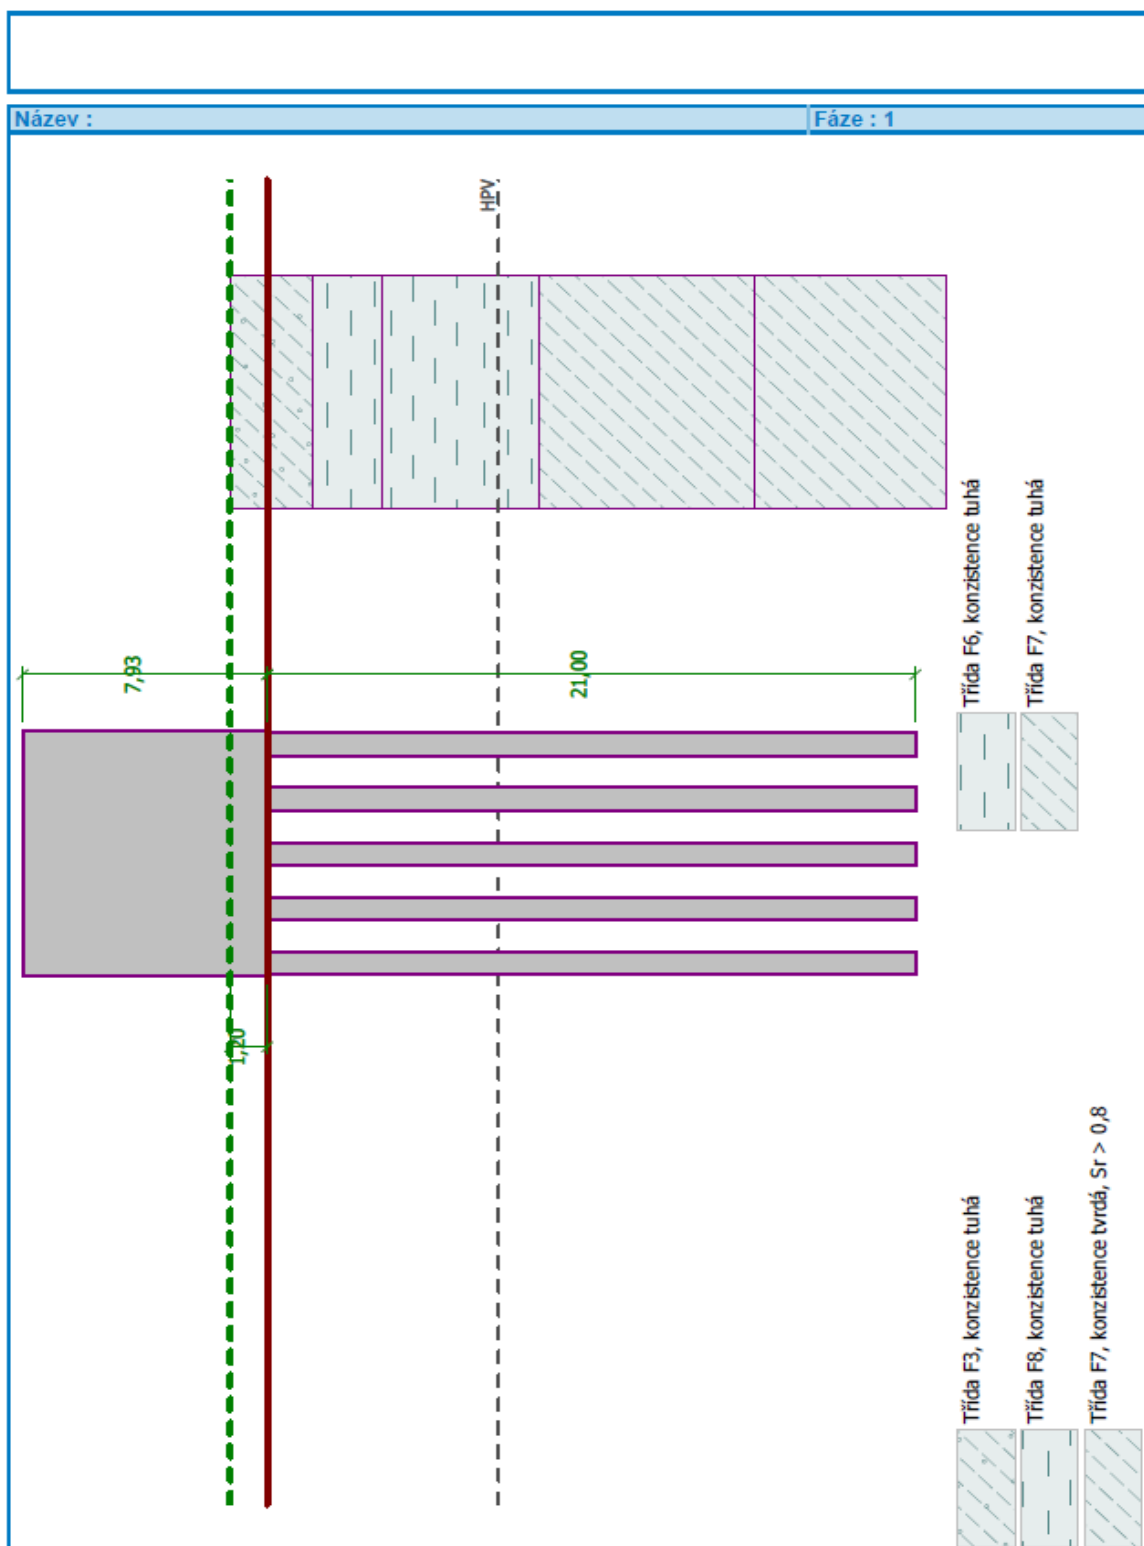 Název :
Fáze : 1
HPV
7,93
21,00
1,20
Třída F3, konzistence tuhá
Třída F6, konzistence tuhá
Třída F8, konzistence tuhá
Třída F7, konzistence tuhá
Třída F7, konzistence tvrdá, Sr > 0,8